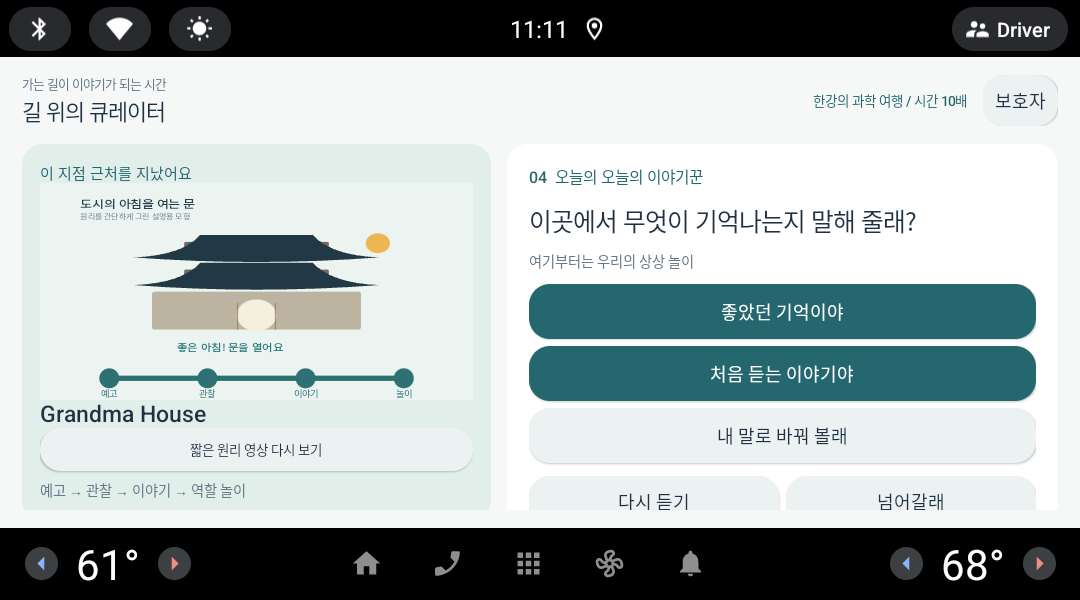 11:11
Driver
가는 길이 이야기가 되는 시간
길 위의 큐레이터
한강의 과학 여행 / 시간 10배
보호자
이 지점 근처를 지났어요
도시의 아침을 여는 문
원리를 간단하게 그린 설명용 모형
좋은 아침! 문을 열어요
예고
관찰
이야기
놀이
Grandma House
짧은 원리 영상 다시 보기
예고 → 관찰 → 이야기 → 역할 놀이
04 오늘의 오늘의 이야기꾼
이곳에서 무엇이 기억나는지 말해 줄래?
여기부터는 우리의 상상 놀이
좋았던 기억이야
처음 듣는 이야기야
내 말로 바꿔 볼래
다시 듣기
넘어갈래
61°
68°